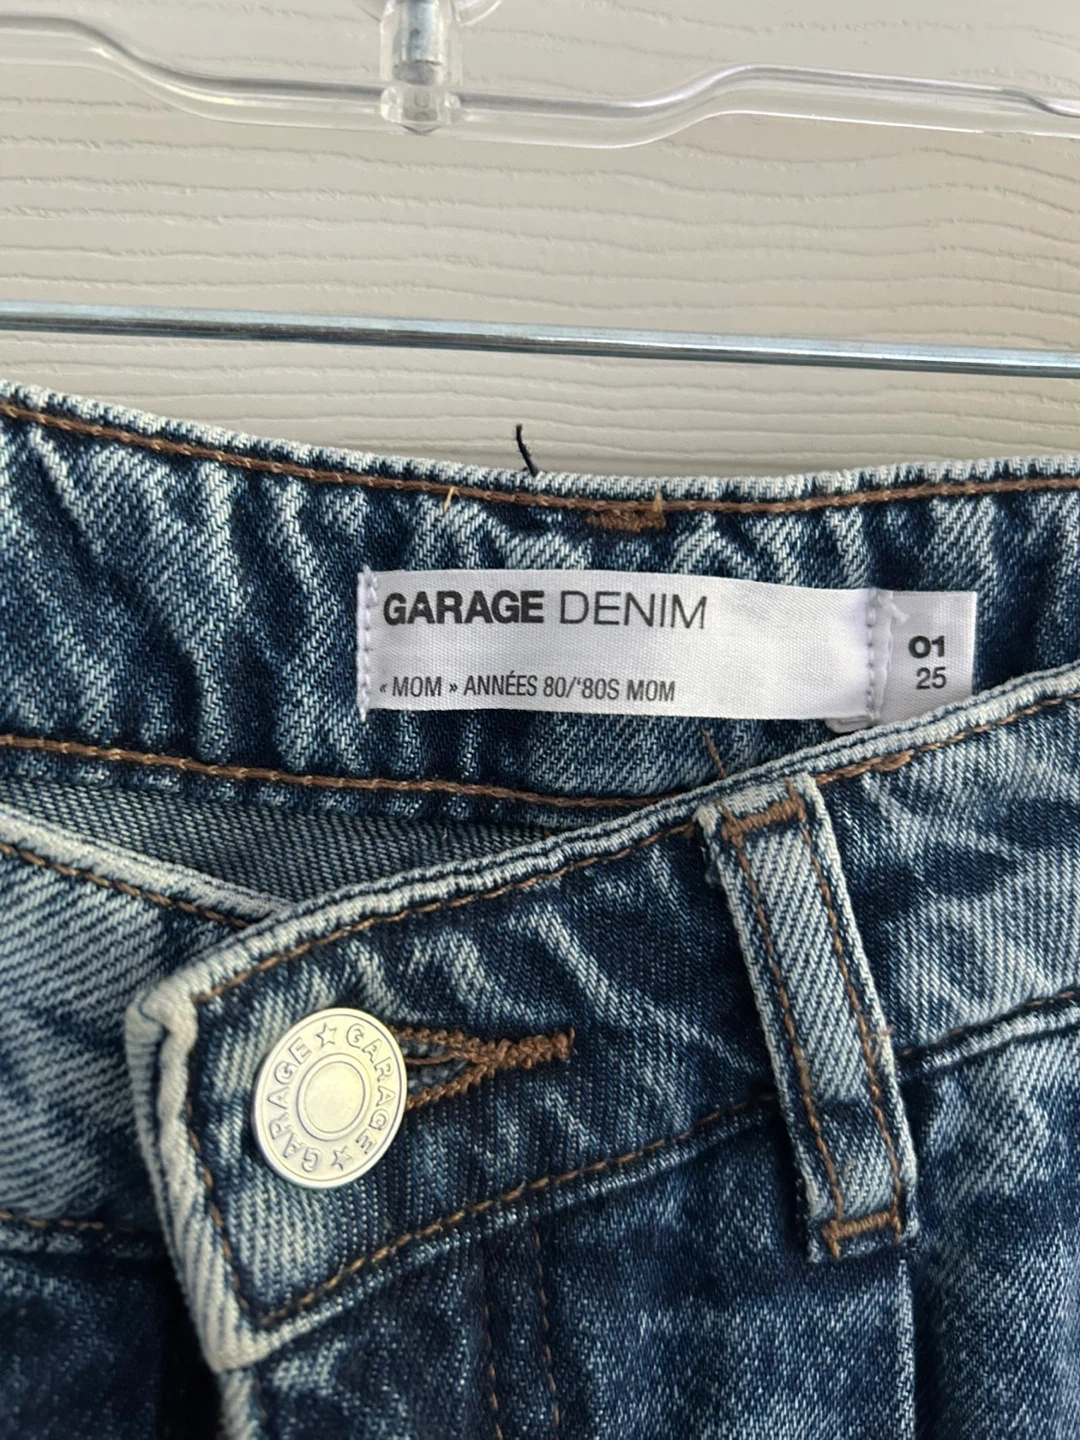 GARAGE DENIM
« MOM » ANNÉES 80/'80S MOM
01
25
GARAGE ☆ GARAGE ☆